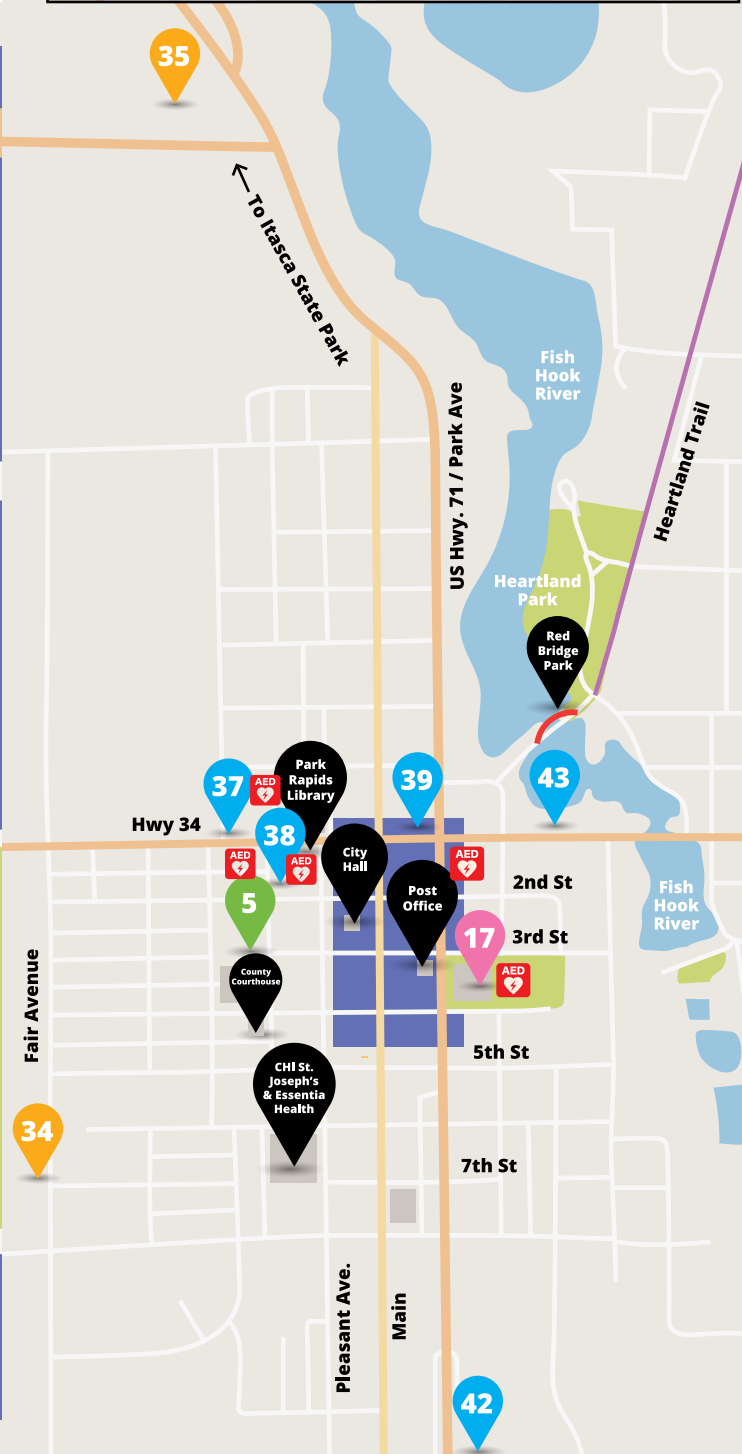 35
To Itasca State Park
Fish
Hook
River
US Hwy. 71 / Park Ave
Heartland Trail
Heartland
Park
Red
Bridge
Park
Park
Rapids
Library
37
AED
39
43
Hwy 34
38
AED
AED
City
Hall
AED
Post
Office
2nd St
5
Fish
Hook
River
17
3rd St
AED
County
Courthouse
Fair Avenue
5th St
CHI St.
Joseph's
& Essentia
Health
34
7th St
Pleasant Ave.
Main
42